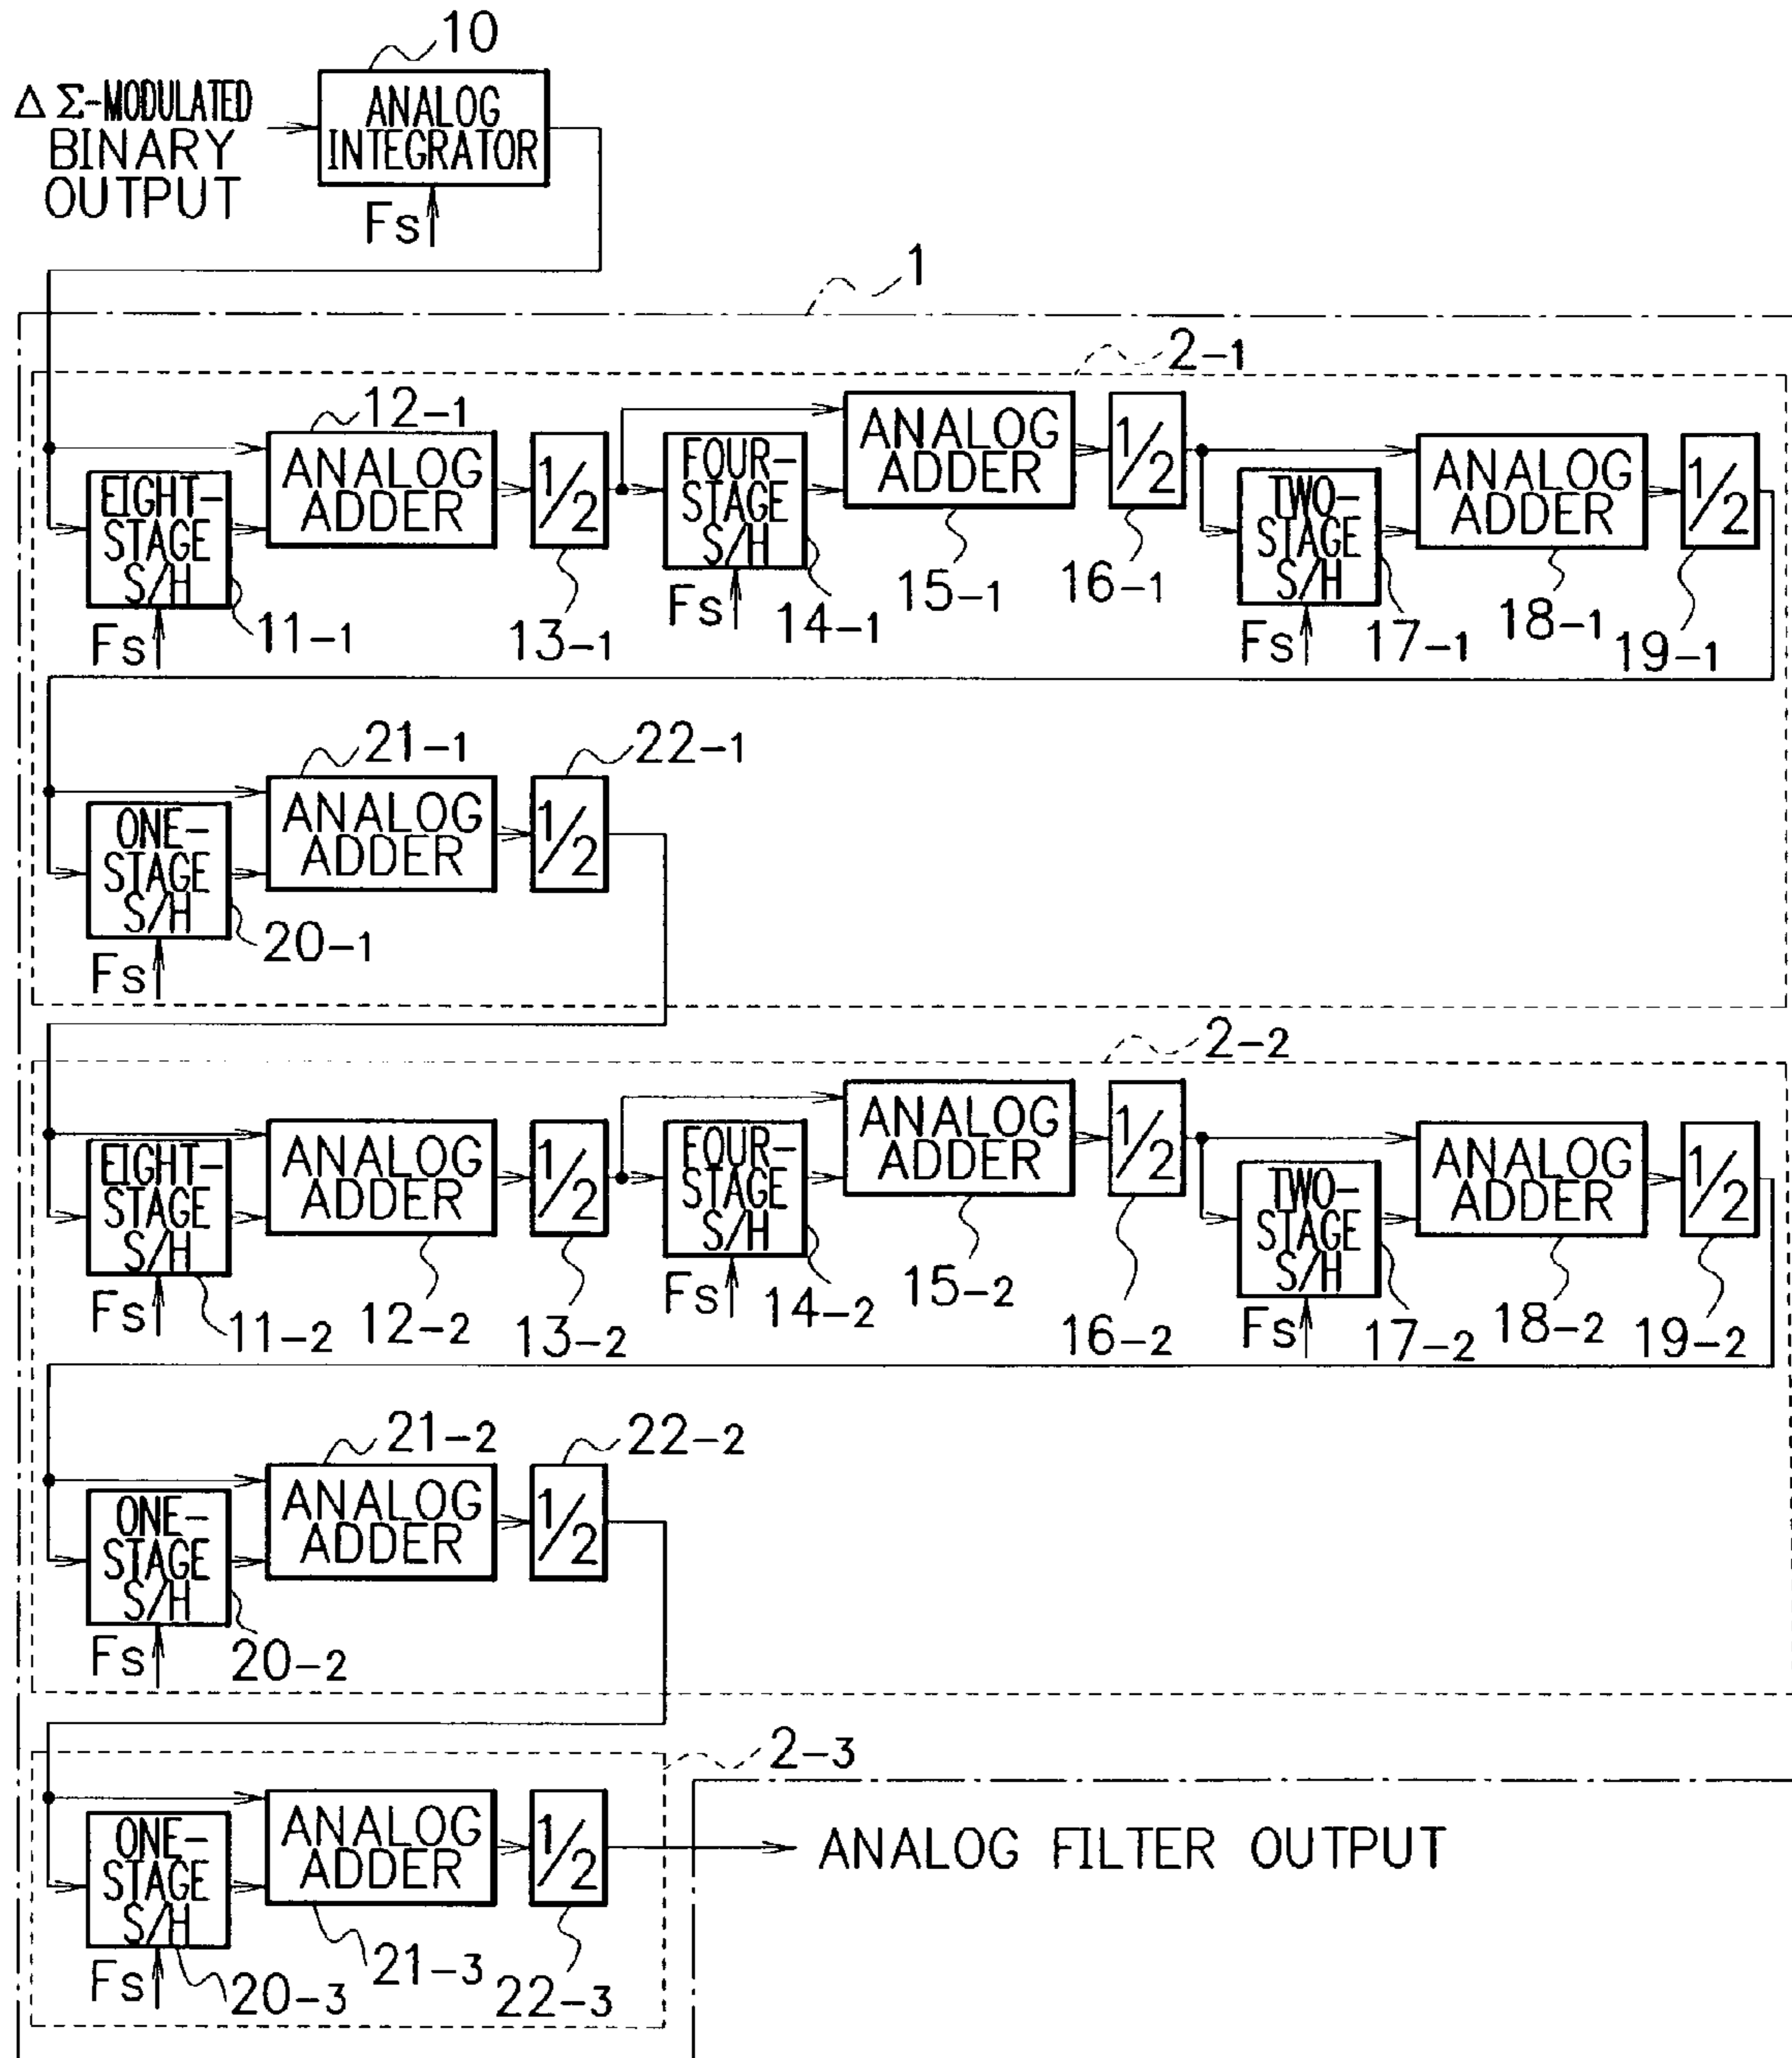 10
ΔΣ-MODULATED
BINARY
OUTPUT
ANALOG
INTEGRATOR
Fs
1
2-1
12-1
EIGHT-
STAGE
S/H
ANALOG
ADDER
1/2
FOUR-
STAGE
S/H
ANALOG
ADDER
1/2
TWO-
STAGE
S/H
ANALOG
ADDER
1/2
Fs
11-1
13-1
Fs
14-1
15-1
16-1
Fs
17-1
18-1
19-1
21-1
22-1
ONE-
STAGE
S/H
ANALOG
ADDER
1/2
Fs
20-1
2-2
EIGHT-
STAGE
S/H
ANALOG
ADDER
1/2
FOUR-
STAGE
S/H
ANALOG
ADDER
1/2
TWO-
STAGE
S/H
ANALOG
ADDER
1/2
Fs
11-2
12-2
13-2
Fs
14-2
15-2
16-2
Fs
17-2
18-2
19-2
21-2
22-2
ONE-
STAGE
S/H
ANALOG
ADDER
1/2
Fs
20-2
2-3
ONE-
STAGE
S/H
ANALOG
ADDER
1/2
ANALOG FILTER OUTPUT
Fs
20-3
21-3
22-3